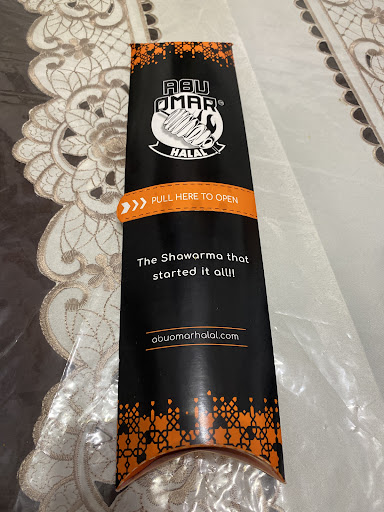 ABU
OMAR®
HALAL
PULL HERE TO OPEN
The Shawarma that
started it all!!
abuomarhalal.com